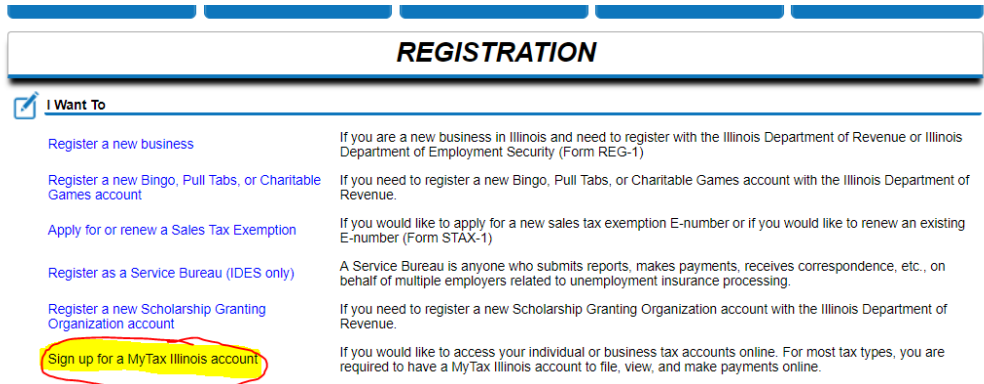 REGISTRATION
I Want To
Register a new business
If you are a new business in Illinois and need to register with the Illinois Department of Revenue or Illinois
Department of Employment Security (Form REG-1)
Register a new Bingo, Pull Tabs, or Charitable
Games account
If you need to register a new Bingo, Pull Tabs, or Charitable Games account with the Illinois Department of
Revenue.
Apply for or renew a Sales Tax Exemption
If you would like to apply for a new sales tax exemption E-number or if you would like to renew an existing
E-number (Form STAX-1)
Register as a Service Bureau (IDES only)
A Service Bureau is anyone who submits reports, makes payments, receives correspondence, etc., on
behalf of multiple employers related to unemployment insurance processing.
Register a new Scholarship Granting
Organization account
If you need to register a new Scholarship Granting Organization account with the Illinois Department of
Revenue.
Sign up for a MyTax Illinois account
If you would like to access your individual or business tax accounts online. For most tax types, you are
required to have a MyTax Illinois account to file, view, and make payments online.